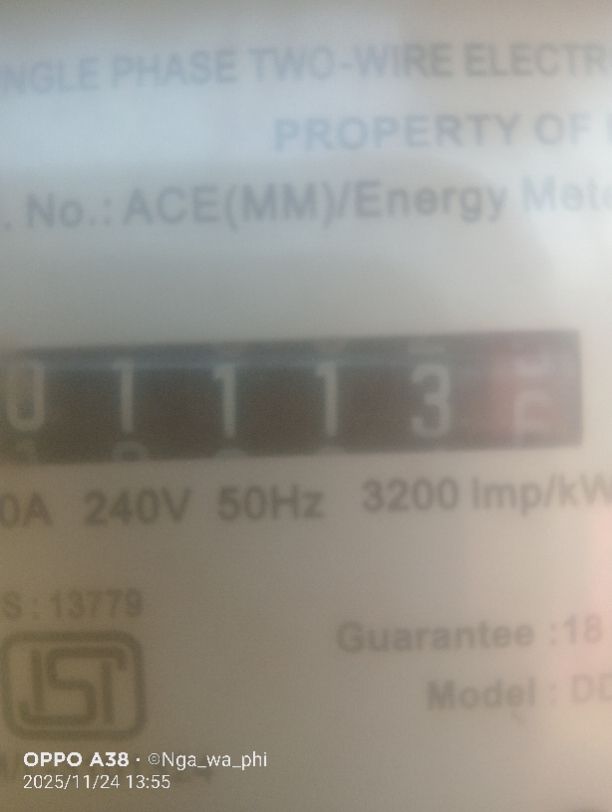 NGLE PHASE TWO-WIRE ELECTR
PROPERTY OF
. No.: ACE(MM)/Energy Mete
0 1 1 1 3
0A 240V 50Hz 3200 Imp/kW
S : 13779
ISI
Guarantee :18
Model : DD
OPPO A38 · ©Nga_wa_phi
2025/11/24 13:55